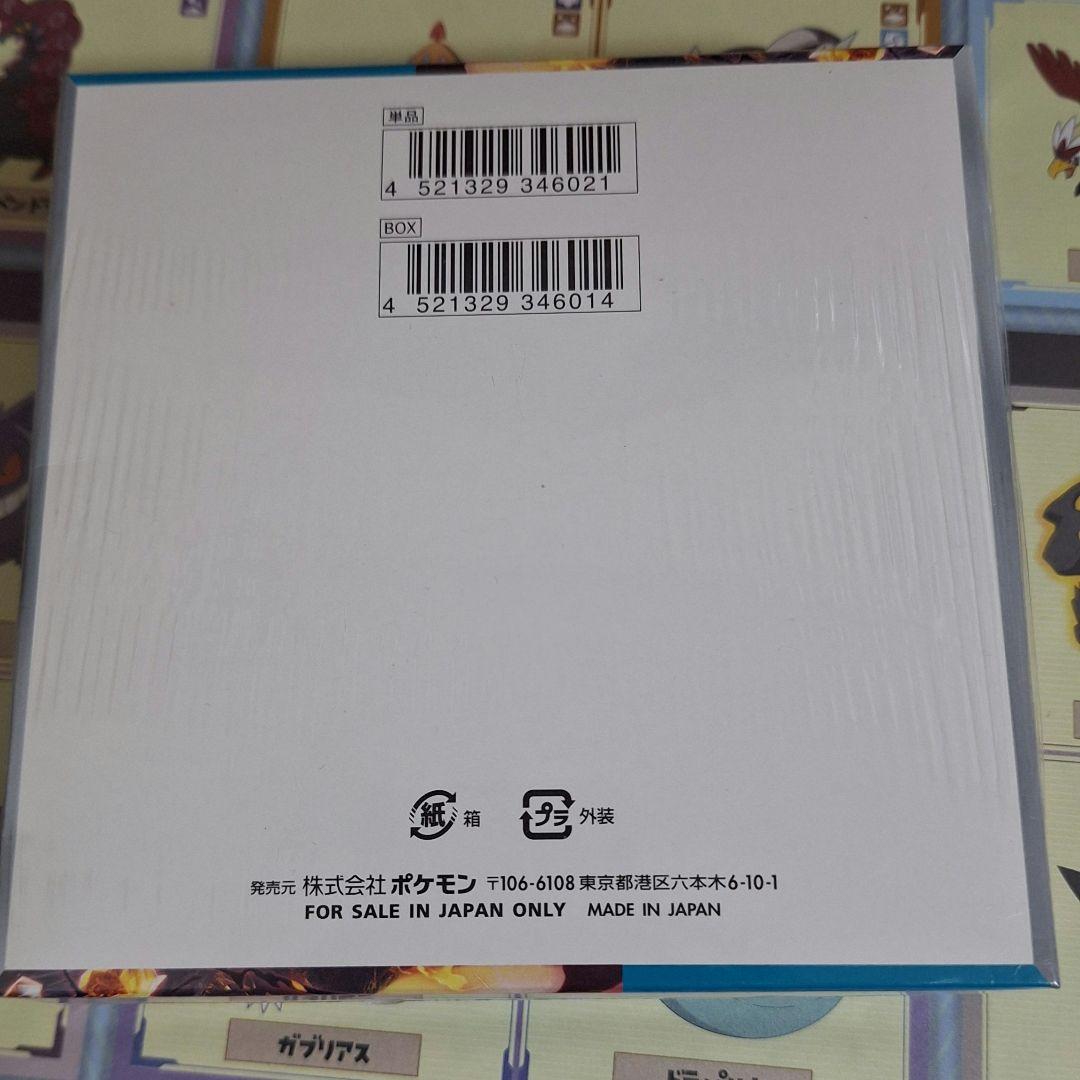 単品
4 521329 346021
BOX
4 521329 346014
紙 箱
プラ 外装
発売元 株式会社ポケモン 〒106-6108 東京都港区六本木6-10-1
FOR SALE IN JAPAN ONLY MADE IN JAPAN
ガブリアス